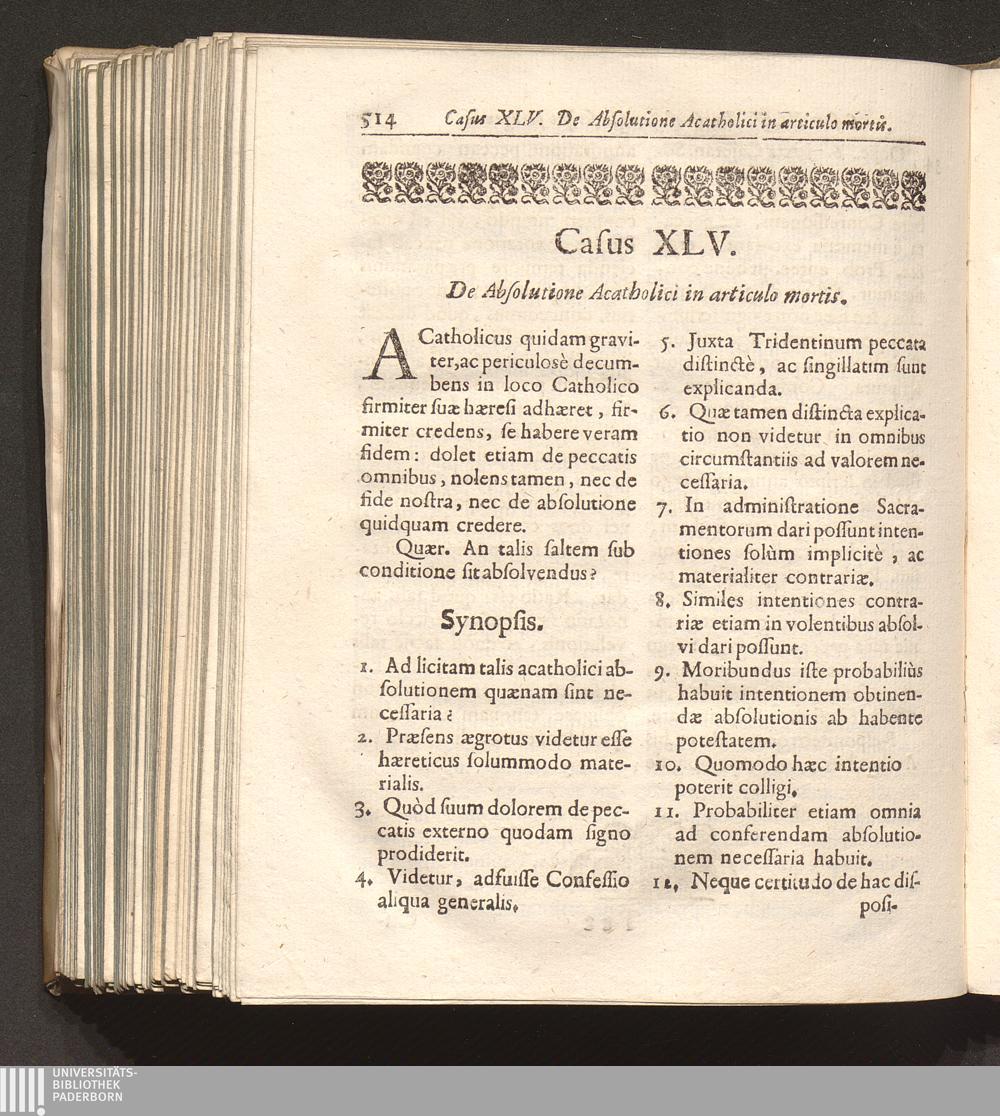 514 Caſus XLV. De Abſolutione Acatholici in articulo mortis.
Caſus XLV.
De Abſolutione Acatholici in articulo mortis.
A Catholicus quidam gravi-
ter, ac periculosè decum-
bens in loco Catholico
firmiter ſuæ hæreſi adhæret, fir-
miter credens, ſe habere veram
fidem: dolet etiam de peccatis
omnibus, nolens tamen, nec de
fide noſtra, nec de abſolutione
quidquam credere.
Quær. An talis ſaltem ſub
conditione ſit abſolvendus?
Synopſis.
1. Ad licitam talis acatholici ab-
ſolutionem quænam ſint ne-
ceſſaria?
2. Præſens ægrotus videtur eſſe
hæreticus ſolummodo mate-
rialis.
3. Quòd ſuum dolorem de pec-
catis externo quodam ſigno
prodiderit.
4. Videtur, adfuiſſe Confeſſio
aliqua generalis.
5. Juxta Tridentinum peccata
diſtinctè, ac ſingillatim ſunt
explicanda.
6. Quæ tamen diſtincta explica-
tio non videtur in omnibus
circumſtantiis ad valorem ne-
ceſſaria.
7. In adminiſtratione Sacra-
mentorum dari poſſunt inten-
tiones ſolùm implicitè, ac
materialiter contrariæ.
8. Similes intentiones contra-
riæ etiam in volentibus abſol-
vi dari poſſunt.
9. Moribundus iſte probabiliùs
habuit intentionem obtinen-
dæ abſolutionis ab habente
poteſtatem.
10. Quomodo hæc intentio
poterit colligi.
11. Probabiliter etiam omnia
ad conferendam abſolutio-
nem neceſſaria habuit.
12. Neque certitudo de hac diſ-
poſi-
UNIVERSITÄTS-
BIBLIOTHEK
PADERBORN